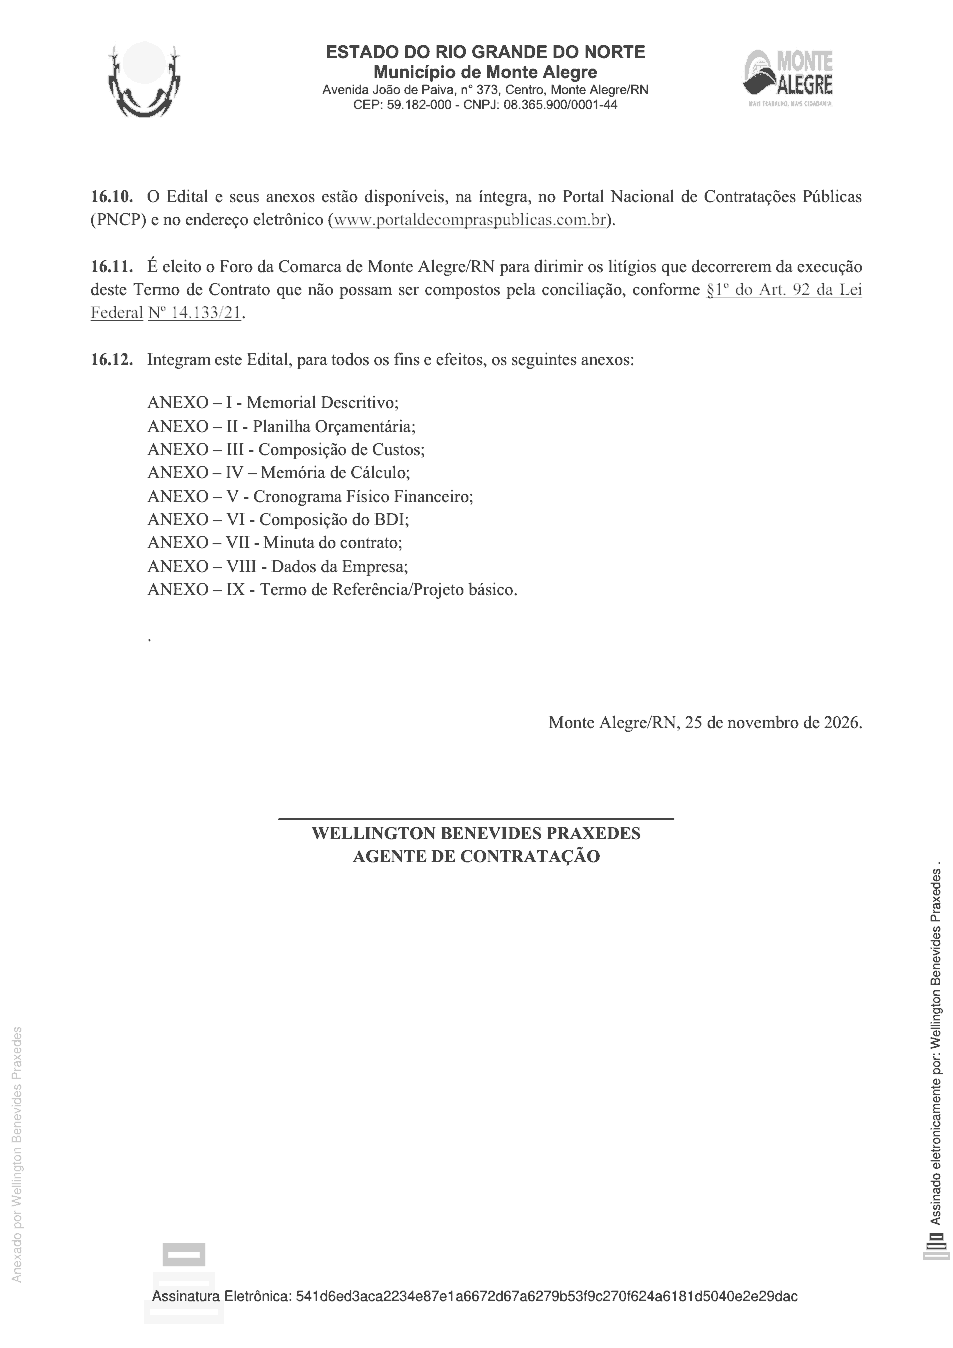 ESTADO DO RIO GRANDE DO NORTE
Município de Monte Alegre
Avenida João de Paiva, n° 373, Centro, Monte Alegre/RN
CEP: 59.182-000 - CNPJ: 08.365.900/0001-44
MONTE
ALEGRE
MAIS TRABALHO, MAIS CIDADANIA
16.10. O Edital e seus anexos estão disponíveis, na íntegra, no Portal Nacional de Contratações Públicas
(PNCP) e no endereço eletrônico (www.portaldecompraspublicas.com.br).
16.11. É eleito o Foro da Comarca de Monte Alegre/RN para dirimir os litígios que decorrerem da execução
deste Termo de Contrato que não possam ser compostos pela conciliação, conforme §1º do Art. 92 da Lei
Federal Nº 14.133/21.
16.12. Integram este Edital, para todos os fins e efeitos, os seguintes anexos:
ANEXO – I - Memorial Descritivo;
ANEXO – II - Planilha Orçamentária;
ANEXO – III - Composição de Custos;
ANEXO – IV – Memória de Cálculo;
ANEXO – V - Cronograma Físico Financeiro;
ANEXO – VI - Composição do BDI;
ANEXO – VII - Minuta do contrato;
ANEXO – VIII - Dados da Empresa;
ANEXO – IX - Termo de Referência/Projeto básico.
.
Monte Alegre/RN, 25 de novembro de 2026.
WELLINGTON BENEVIDES PRAXEDES
AGENTE DE CONTRATAÇÃO
Anexado por Wellington Benevides Praxedes
Assinado eletronicamente por: Wellington Benevides Praxedes .
Assinatura Eletrônica: 541d6ed3aca2234e87e1a6672d67a6279b53f9c270f624a6181d5040e2e29dac